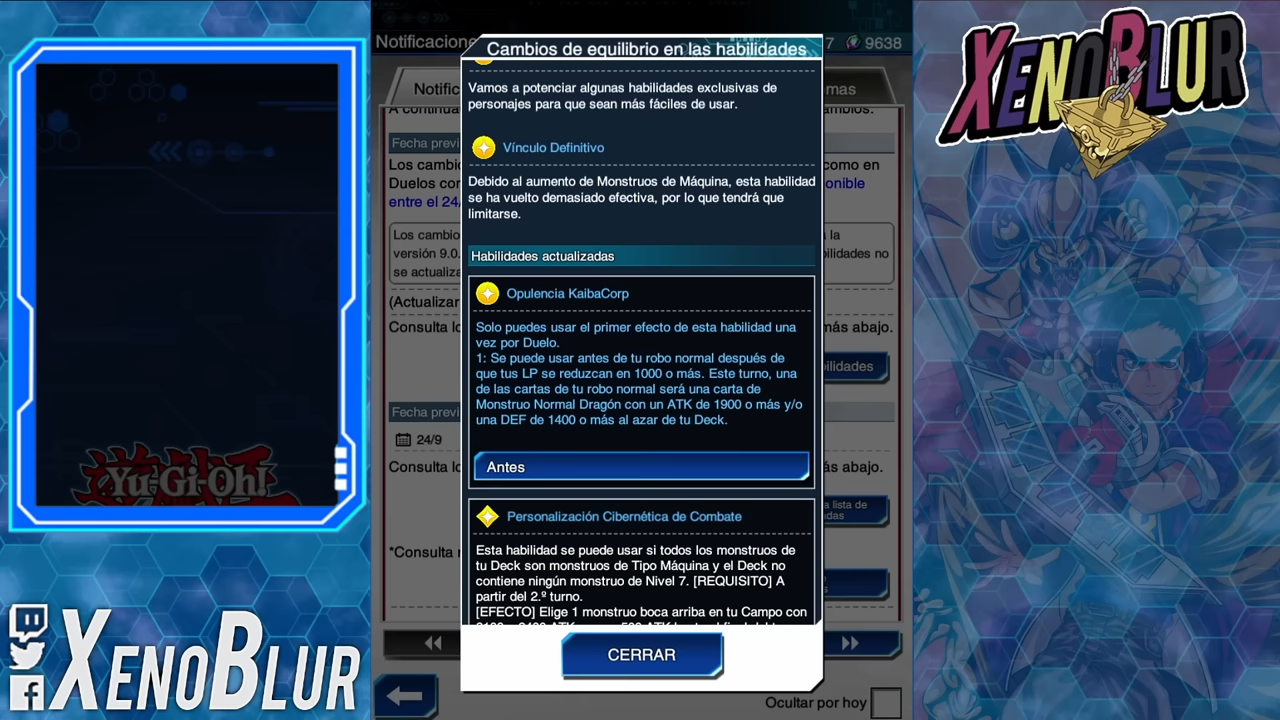 Notificacione
7
9638
Cambios de equilibrio en las habilidades
Notific
mas
Vamos a potenciar algunas habilidades exclusivas de
personajes para que sean más fáciles de usar.
A continua
mbios.
Fecha previ
Vínculo Definitivo
Los cambio
como en
Debido al aumento de Monstruos de Máquina, esta habilidad
se ha vuelto demasiado efectiva, por lo que tendrá que
limitarse.
Duelos con
onible
entre el 24/
Los cambio
a la
versión 9.0.
bilidades no
se actualiza
Habilidades actualizadas
(Actualizar
Consulta lo
más abajo.
Opulencia KaibaCorp
Solo puedes usar el primer efecto de esta habilidad una
vez por Duelo.
1: Se puede usar antes de tu robo normal después de
que tus LP se reduzcan en 1000 o más. Este turno, una
de las cartas de tu robo normal será una carta de
Monstruo Normal Dragón con un ATK de 1900 o más y/o
una DEF de 1400 o más al azar de tu Deck.
ilidades
Fecha previ
24/9
Consulta lo
más abajo.
Antes
a lista de
adas
Personalización Cibernética de Combate
Esta habilidad se puede usar si todos los monstruos de
tu Deck son monstruos de Tipo Máquina y el Deck no
contiene ningún monstruo de Nivel 7. [REQUISITO] A
partir del 2.º turno.
[EFECTO] Elige 1 monstruo boca arriba en tu Campo con
*Consulta
CERRAR
Ocultar por hoy
Yu-Gi-Oh!
XENOBLUR
XENOBLUR